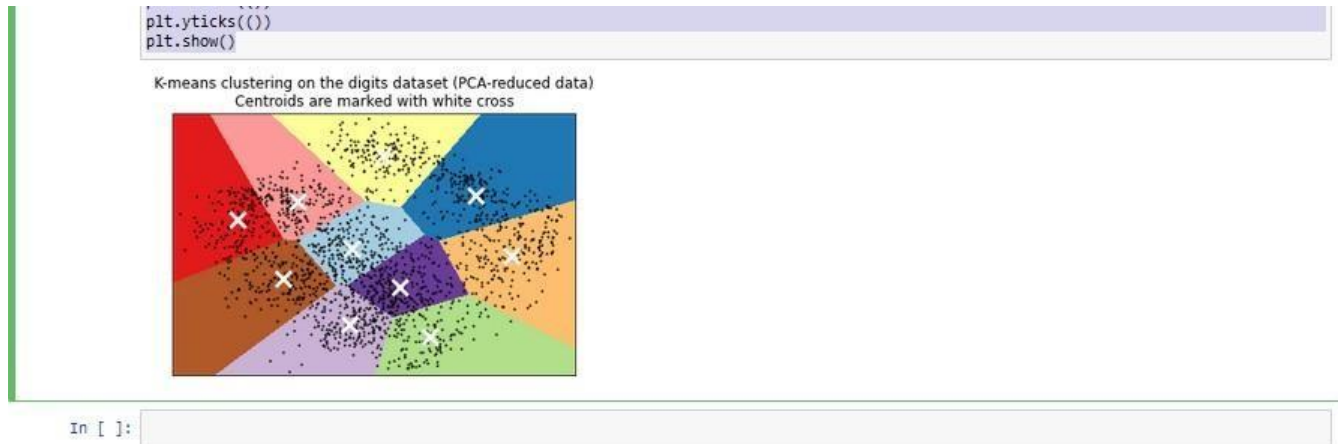 plt.yticks(())
plt.show()
K-means clustering on the digits dataset (PCA-reduced data)
Centroids are marked with white cross
In [ ]: